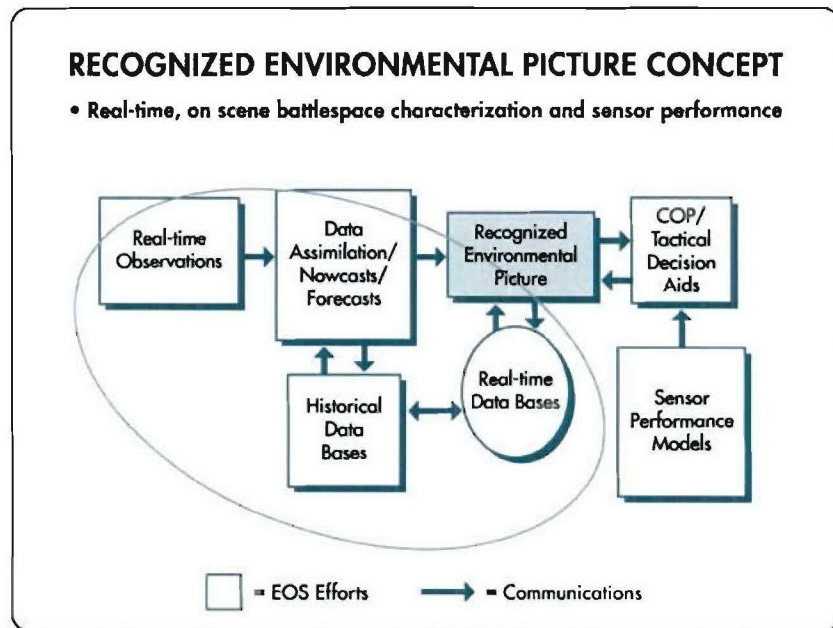 RECOGNIZED ENVIRONMENTAL PICTURE CONCEPT
• Real-time, on scene battlespace characterization and sensor performance
Real-time
Observations
Data
Assimilation/
Nowcasts/
Forecasts
Recognized
Environmental
Picture
COP/
Tactical
Decision
Aids
Historical
Data
Bases
Real-time
Data Bases
Sensor
Performance
Models
= EOS Efforts
= Communications